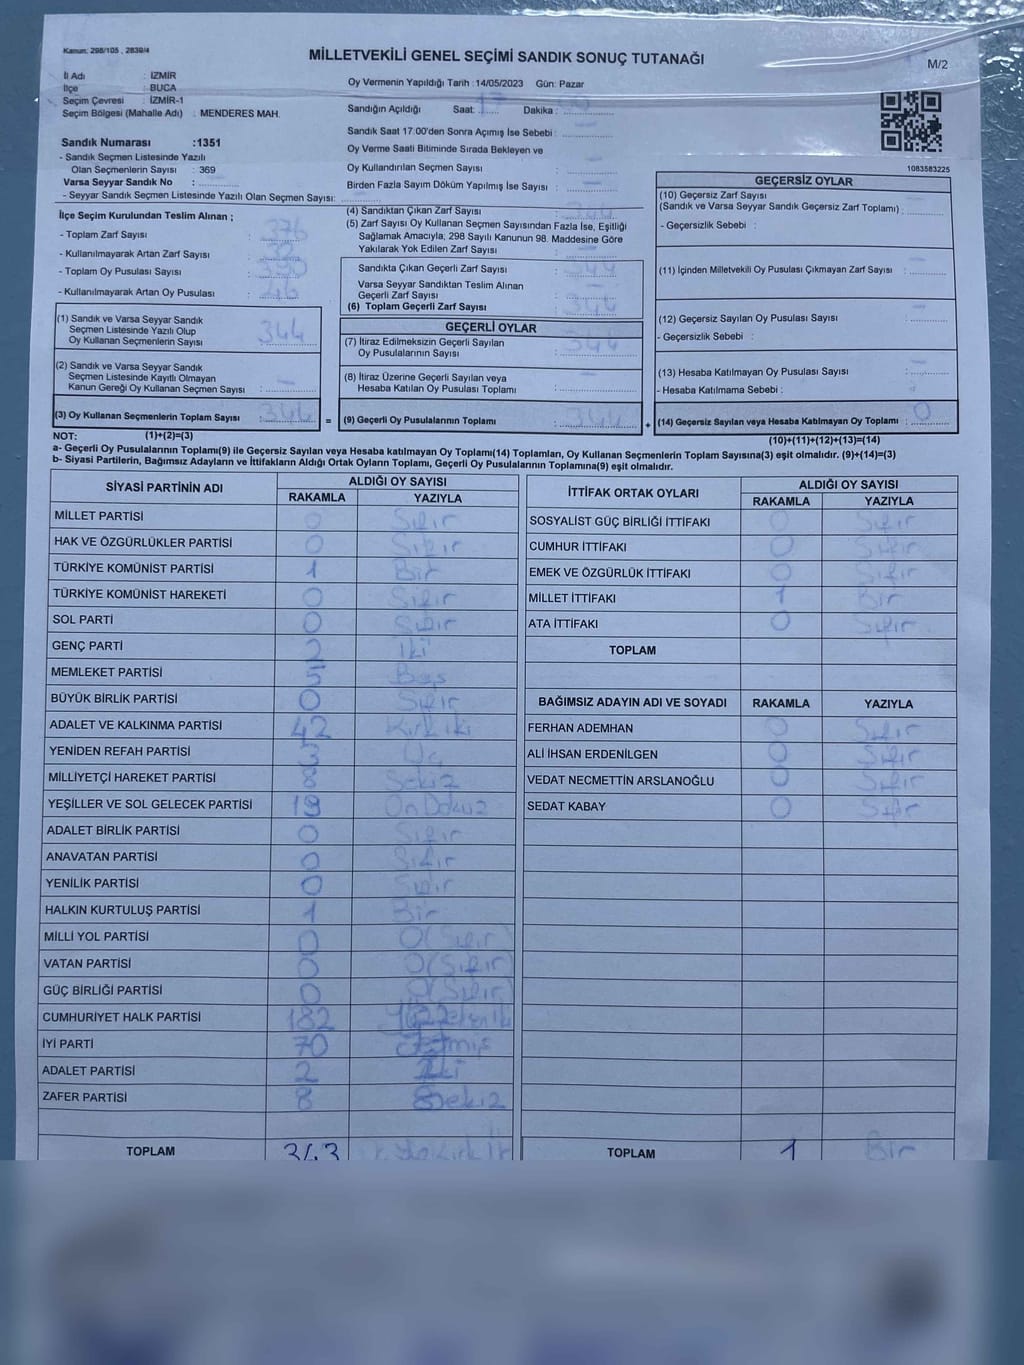 Kanun: 298/105 , 2839/4
MİLLETVEKİLİ GENEL SEÇİMİ SANDIK SONUÇ TUTANAĞI
M/2
İl Adı : İZMİR
İlçe : BUCA
Seçim Çevresi : İZMİR-1
Seçim Bölgesi (Mahalle Adı) : MENDERES MAH.
Oy Vermenin Yapıldığı Tarih : 14/05/2023 Gün: Pazar
Sandığın Açıldığı Saat: 17 Dakika : 00
Sandık Saat 17:00'den Sonra Açımış İse Sebebi : –
Oy Verme Saati Bitiminde Sırada Bekleyen ve
Oy Kullandırılan Seçmen Sayısı : –
Birden Fazla Sayım Döküm Yapılmış İse Sayısı : –
1083583225
Sandık Numarası :1351
- Sandık Seçmen Listesinde Yazılı
Olan Seçmenlerin Sayısı : 369
Varsa Seyyar Sandık No :
- Seyyar Sandık Seçmen Listesinde Yazılı Olan Seçmen Sayısı:
İlçe Seçim Kurulundan Teslim Alınan ;
- Toplam Zarf Sayısı : 376
- Kullanılmayarak Artan Zarf Sayısı :
- Toplam Oy Pusulası Sayısı : 390
- Kullanılmayarak Artan Oy Pusulası : 46
(1) Sandık ve Varsa Seyyar Sandık
Seçmen Listesinde Yazılı Olup
Oy Kullanan Seçmenlerin Sayısı : 344
(2) Sandık ve Varsa Seyyar Sandık
Seçmen Listesinde Kayıtlı Olmayan
Kanun Gereği Oy Kullanan Seçmen Sayısı : –
(3) Oy Kullanan Seçmenlerin Toplam Sayısı : 344
(1)+(2)=(3)
(4) Sandıktan Çıkan Zarf Sayısı : 344
(5) Zarf Sayısı Oy Kullanan Seçmen Sayısından Fazla İse, Eşitliği
Sağlamak Amacıyla; 298 Sayılı Kanunun 98. Maddesine Göre
Yakılarak Yok Edilen Zarf Sayısı : –
Sandıkta Çıkan Geçerli Zarf Sayısı : 344
Varsa Seyyar Sandıktan Teslim Alınan
Geçerli Zarf Sayısı : –
(6) Toplam Geçerli Zarf Sayısı : 344
GEÇERLİ OYLAR
(7) İtiraz Edilmeksizin Geçerli Sayılan
Oy Pusulalarının Sayısı : 344
(8) İtiraz Üzerine Geçerli Sayılan veya
Hesaba Katılan Oy Pusulası Toplamı : –
= (9) Geçerli Oy Pusulalarının Toplamı : 344
GEÇERSİZ OYLAR
(10) Geçersiz Zarf Sayısı
(Sandık ve Varsa Seyyar Sandık Geçersiz Zarf Toplamı) : –
- Geçersizlik Sebebi :
(11) İçinden Milletvekili Oy Pusulası Çıkmayan Zarf Sayısı : –
(12) Geçersiz Sayılan Oy Pusulası Sayısı : –
- Geçersizlik Sebebi :
(13) Hesaba Katılmayan Oy Pusulası Sayısı : –
- Hesaba Katılmama Sebebi :
+ (14) Geçersiz Sayılan veya Hesaba Katılmayan Oy Toplamı : 0
(10)+(11)+(12)+(13)=(14)
NOT:
a- Geçerli Oy Pusulalarının Toplamı(9) ile Geçersiz Sayılan veya Hesaba katılmayan Oy Toplamı(14) Toplamları, Oy Kullanan Seçmenlerin Toplam Sayısına(3) eşit olmalıdır. (9)+(14)=(3)
b- Siyasi Partilerin, Bağımsız Adayların ve İttifakların Aldığı Ortak Oyların Toplamı, Geçerli Oy Pusulalarının Toplamına(9) eşit olmalıdır.
SİYASİ PARTİNİN ADI ALDIĞI OY SAYISI
RAKAMLA YAZIYLA
MİLLET PARTİSİ 0 Sıfır
HAK VE ÖZGÜRLÜKLER PARTİSİ 0 Sıfır
TÜRKİYE KOMÜNİST PARTİSİ 1 Bir
TÜRKİYE KOMÜNİST HAREKETİ 0 Sıfır
SOL PARTİ 0 Sıfır
GENÇ PARTİ 2 iki
MEMLEKET PARTİSİ 5 Beş
BÜYÜK BİRLİK PARTİSİ 0 Sıfır
ADALET VE KALKINMA PARTİSİ 42 Kırk iki
YENİDEN REFAH PARTİSİ 3 Üç
MİLLİYETÇİ HAREKET PARTİSİ 8 Sekiz
YEŞİLLER VE SOL GELECEK PARTİSİ 19 On Dokuz
ADALET BİRLİK PARTİSİ 0 Sıfır
ANAVATAN PARTİSİ 0 Sıfır
YENİLİK PARTİSİ 0 Sıfır
HALKIN KURTULUŞ PARTİSİ 1 Bir
MİLLİ YOL PARTİSİ 0 0(Sıfır)
VATAN PARTİSİ 0 0(Sıfır)
GÜÇ BİRLİĞİ PARTİSİ 0 0(Sıfır)
CUMHURİYET HALK PARTİSİ 182
İYİ PARTİ 70 Yetmiş
ADALET PARTİSİ 2 İki
ZAFER PARTİSİ 8 Sekiz
TOPLAM 343
İTTİFAK ORTAK OYLARI ALDIĞI OY SAYISI
RAKAMLA YAZIYLA
SOSYALİST GÜÇ BİRLİĞİ İTTİFAKI 0 Sıfır
CUMHUR İTTİFAKI 0 Sıfır
EMEK VE ÖZGÜRLÜK İTTİFAKI 0 Sıfır
MİLLET İTTİFAKI 1 Bir
ATA İTTİFAKI 0 Sıfır
TOPLAM
BAĞIMSIZ ADAYIN ADI VE SOYADI RAKAMLA YAZIYLA
FERHAN ADEMHAN 0 Sıfır
ALİ İHSAN ERDENİLGEN 0 Sıfır
VEDAT NECMETTİN ARSLANOĞLU 0 Sıfır
SEDAT KABAY 0 Sıfır
TOPLAM 1 Bir